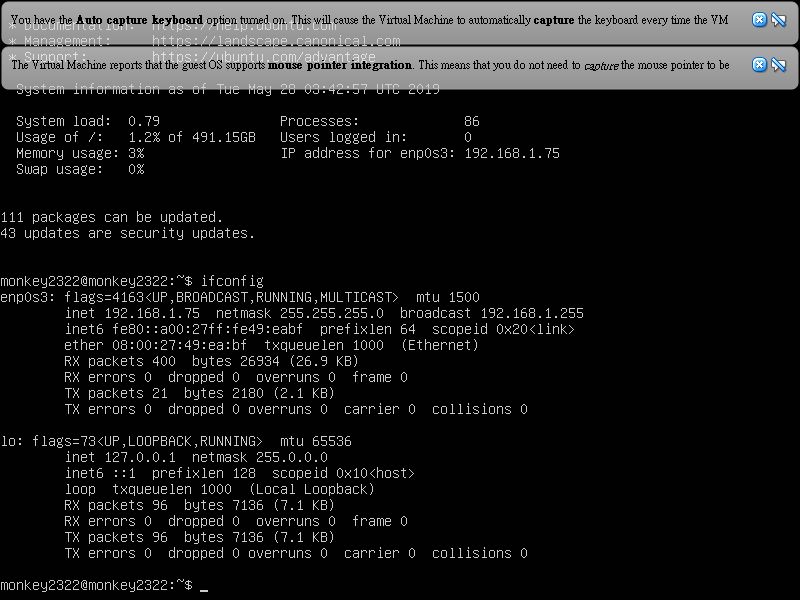 You have the Auto capture keyboard option turned on. This will cause the Virtual Machine to automatically capture the keyboard every time the VM
* Documentation:  https://help.ubuntu.com
* Management:     https://landscape.canonical.com
* Support:        https://ubuntu.com/advantage
The Virtual Machine reports that the guest OS supports mouse pointer integration. This means that you do not need to capture the mouse pointer to be
System information as of Tue May 28 03:42:57 UTC 2019
System load:  0.79               Processes:             86
Usage of /:   1.2% of 491.15GB   Users logged in:       0
Memory usage: 3%                 IP address for enp0s3: 192.168.1.75
Swap usage:   0%
111 packages can be updated.
43 updates are security updates.
monkey2322@monkey2322:~$ ifconfig
enp0s3: flags=4163<UP,BROADCAST,RUNNING,MULTICAST>  mtu 1500
inet 192.168.1.75  netmask 255.255.255.0  broadcast 192.168.1.255
inet6 fe80::a00:27ff:fe49:eabf  prefixlen 64  scopeid 0x20<link>
ether 08:00:27:49:ea:bf  txqueuelen 1000  (Ethernet)
RX packets 400  bytes 26934 (26.9 KB)
RX errors 0  dropped 0  overruns 0  frame 0
TX packets 21  bytes 2180 (2.1 KB)
TX errors 0  dropped 0 overruns 0  carrier 0  collisions 0
lo: flags=73<UP,LOOPBACK,RUNNING>  mtu 65536
inet 127.0.0.1  netmask 255.0.0.0
inet6 ::1  prefixlen 128  scopeid 0x10<host>
loop  txqueuelen 1000  (Local Loopback)
RX packets 96  bytes 7136 (7.1 KB)
RX errors 0  dropped 0  overruns 0  frame 0
TX packets 96  bytes 7136 (7.1 KB)
TX errors 0  dropped 0 overruns 0  carrier 0  collisions 0
monkey2322@monkey2322:~$ _